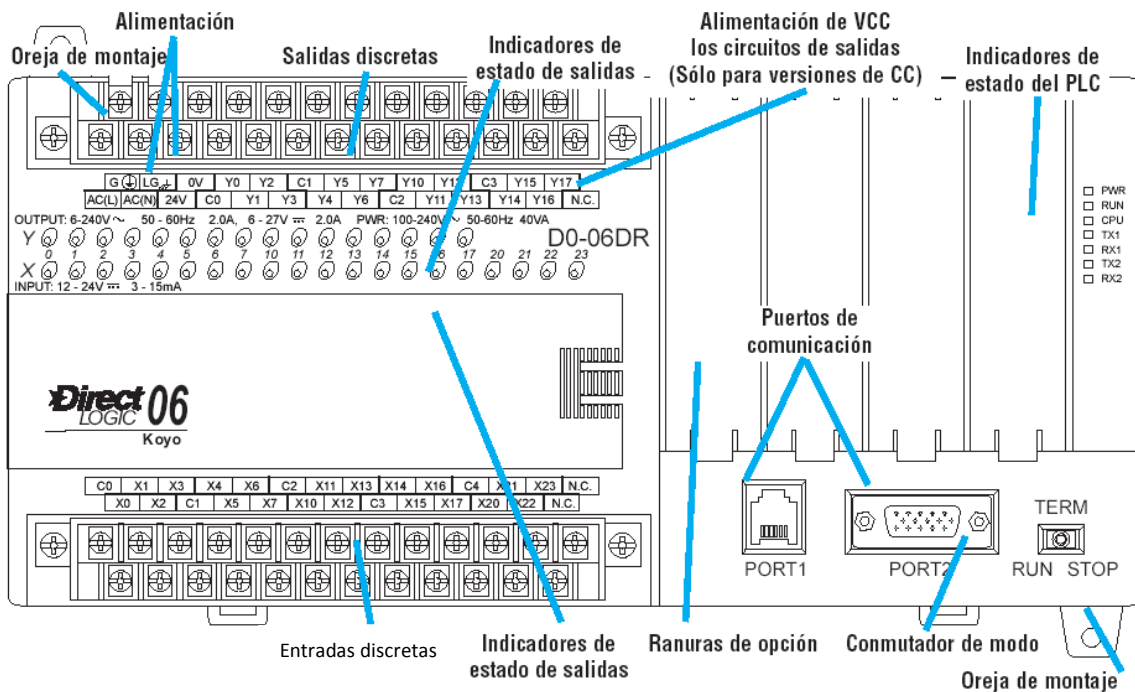 Alimentación
Oreja de montaje
Salidas discretas
Indicadores de
estado de salidas
Alimentación de VCC
los circuitos de salidas
(Sólo para versiones de CC)
Indicadores de
estado del PLC
G LG 0V Y0 Y2 C1 Y5 Y7 Y10 Y12 C3 Y15 Y17
AC(L) AC(N) 24V C0 Y1 Y3 Y4 Y6 C2 Y11 Y13 Y14 Y16 N.C.
OUTPUT: 6-240V ~ 50 - 60Hz 2.0A, 6 - 27V ⎓ 2.0A PWR: 100-240V ~ 50-60Hz 40VA
Y
D0-06DR
0 1 2 3 4 5 6 7 10 11 12 13 14 15 16 17 20 21 22 23
X
INPUT: 12 - 24V ⎓ 3 - 15mA
PWR
RUN
CPU
TX1
RX1
TX2
RX2
Puertos de
comunicación
Direct
LOGIC 06
Koyo
C0 X1 X3 X4 X6 C2 X11 X13 X14 X16 C4 X21 X23 N.C.
X0 X2 C1 X5 X7 X10 X12 C3 X15 X17 X20 X22 N.C.
TERM
PORT1
PORT2
RUN STOP
Entradas discretas
Indicadores de
estado de salidas
Ranuras de opción
Conmutador de modo
Oreja de montaje